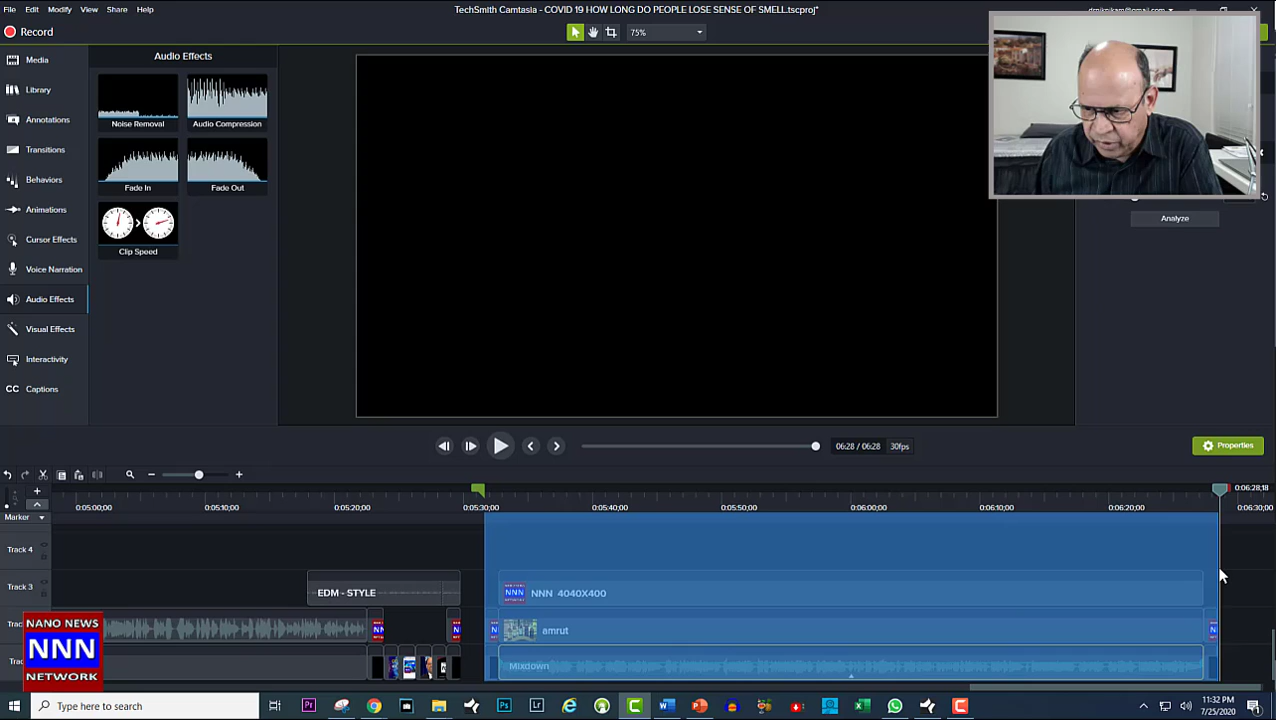 File Edit Modify View Share Help
TechSmith Camtasia - COVID 19 HOW LONG DO PEOPLE LOSE SENSE OF SMELL.tscproj*
Record
75%
Media
Library
Annotations
Transitions
Behaviors
Animations
Cursor Effects
Voice Narration
Audio Effects
Visual Effects
Interactivity
CC Captions
Audio Effects
Noise Removal
Audio Compression
Fade In
Fade Out
Clip Speed
Analyze
06:28 / 06:28
30fps
Properties
0:06:28;18
0:05:00;00 0:05:10;00 0:05:20;00 0:05:30;00 0:05:40;00 0:05:50;00 0:06:00;00 0:06:10;00 0:06:20;00 0:06:30;00
Marker
Track 4
Track 3
EDM - STYLE
NNN 4040X400
amrut
Mixdown
NANO NEWS
NNN
NETWORK
Type here to search
11:32 PM
7/25/2020